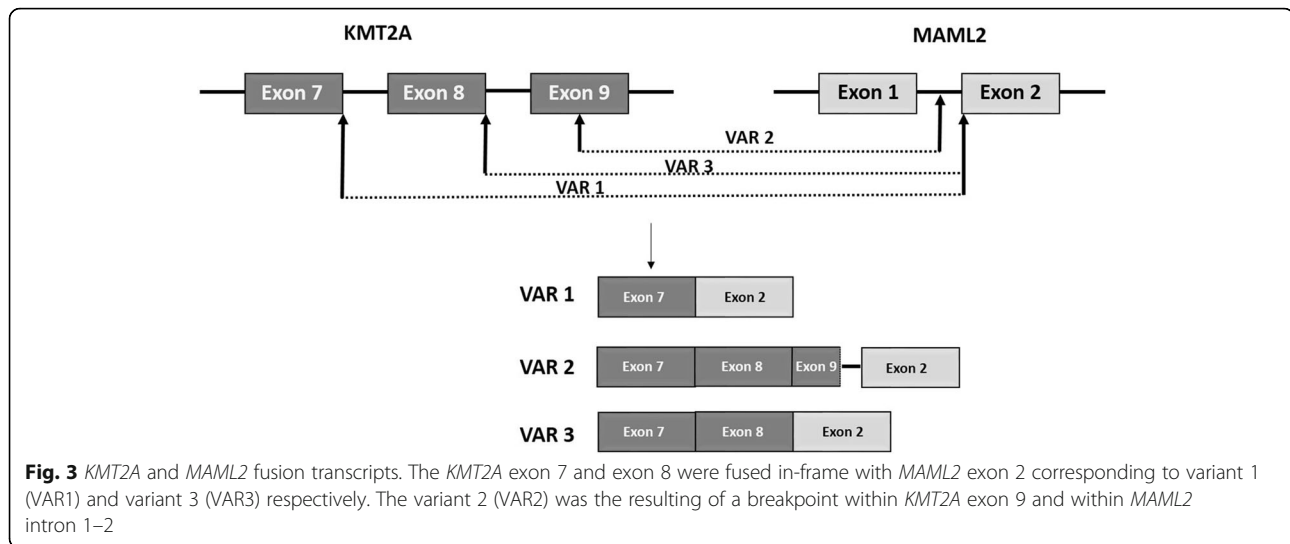 KMT2A MAML2
Exon 7 Exon 8 Exon 9 Exon 1 Exon 2
VAR 2
VAR 3
VAR 1
VAR 1 Exon 7 Exon 2
VAR 2 Exon 7 Exon 8 Exon 9 Exon 2
VAR 3 Exon 7 Exon 8 Exon 2
Fig. 3 KMT2A and MAML2 fusion transcripts. The KMT2A exon 7 and exon 8 were fused in-frame with MAML2 exon 2 corresponding to variant 1
(VAR1) and variant 3 (VAR3) respectively. The variant 2 (VAR2) was the resulting of a breakpoint within KMT2A exon 9 and within MAML2
intron 1–2